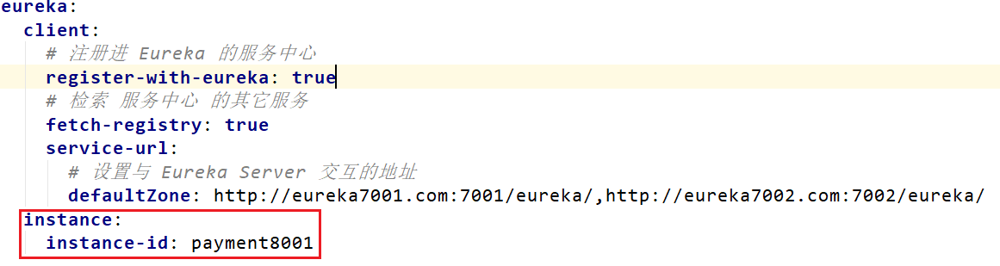 eureka:
  client:
    # 注册进 Eureka 的服务中心
    register-with-eureka: true
    # 检索 服务中心 的其它服务
    fetch-registry: true
    service-url:
      # 设置与 Eureka Server 交互的地址
      defaultZone: http://eureka7001.com:7001/eureka/,http://eureka7002.com:7002/eureka/
  instance:
    instance-id: payment8001